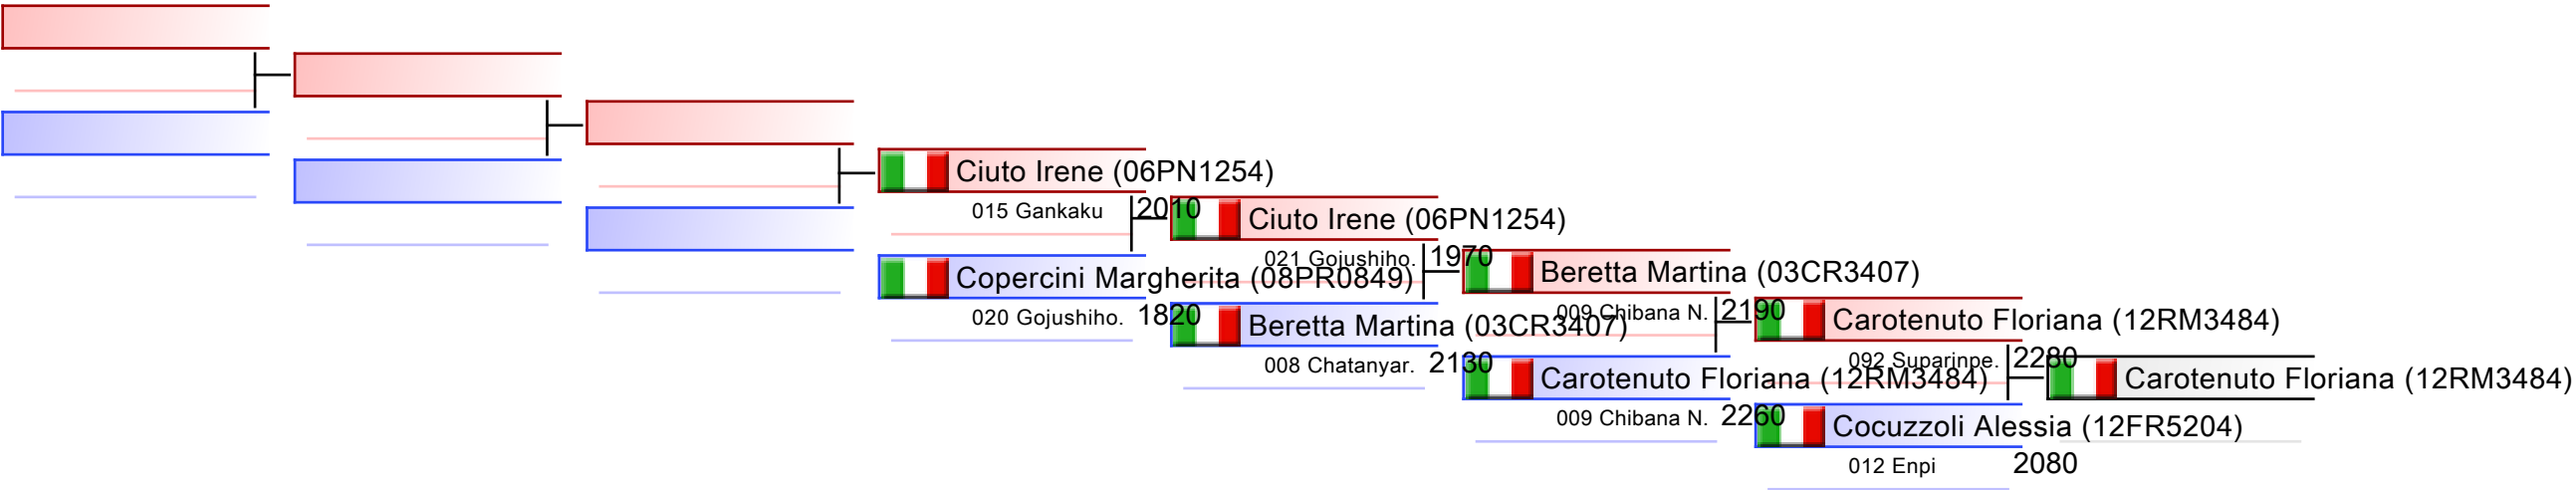 Ciuto Irene (06PN1254)
015 Gankaku 2010
Copercini Margherita (08PR0849)
020 Gojushiho. 1820
Ciuto Irene (06PN1254)
021 Gojushiho. 1970
Beretta Martina (03CR3407)
008 Chatanyar. 2130
Beretta Martina (03CR3407)
009 Chibana N. 2190
Carotenuto Floriana (12RM3484)
009 Chibana N. 2260
Carotenuto Floriana (12RM3484)
092 Suparinpe. 2280
Cocuzzoli Alessia (12FR5204)
012 Enpi 2080
Carotenuto Floriana (12RM3484)